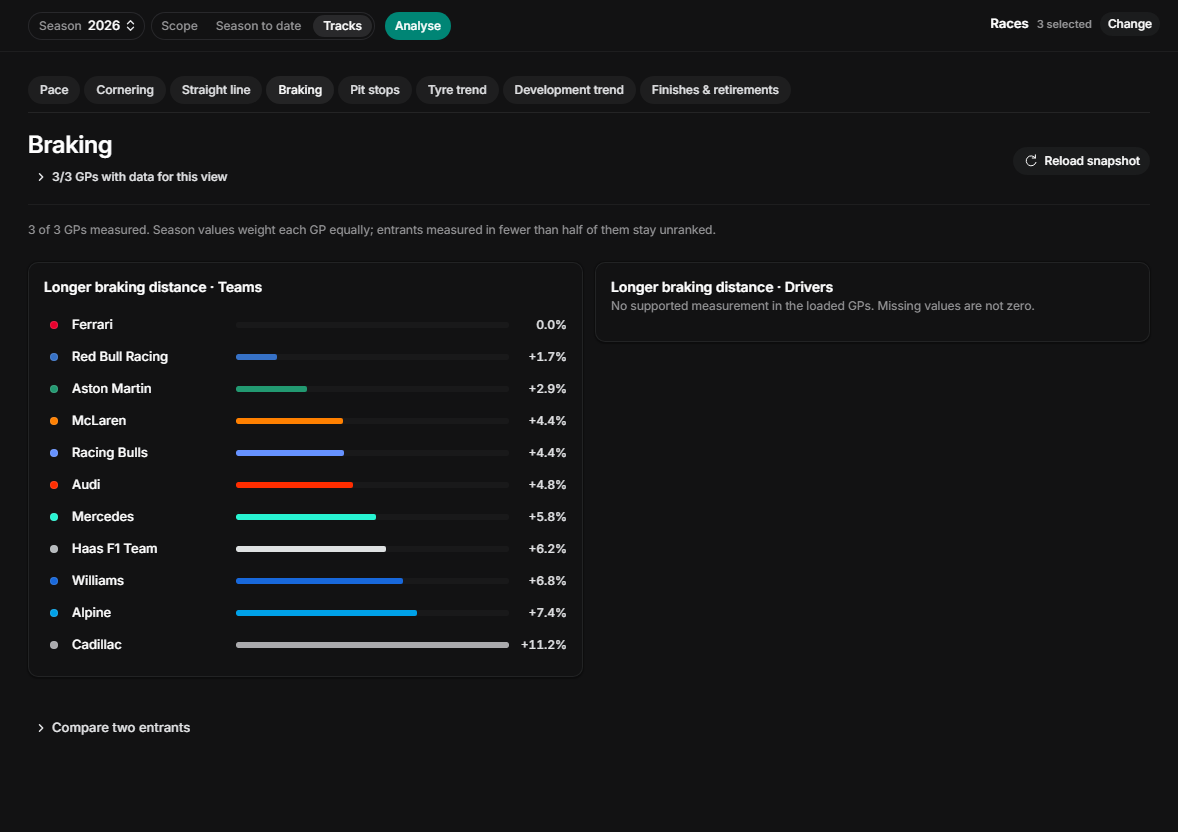 Season 2026 Scope Season to date Tracks Analyse Races 3 selected Change
Pace Cornering Straight line Braking Pit stops Tyre trend Development trend Finishes & retirements
Braking
Reload snapshot
3/3 GPs with data for this view
3 of 3 GPs measured. Season values weight each GP equally; entrants measured in fewer than half of them stay unranked.
Longer braking distance · Teams
Ferrari 0.0%
Red Bull Racing +1.7%
Aston Martin +2.9%
McLaren +4.4%
Racing Bulls +4.4%
Audi +4.8%
Mercedes +5.8%
Haas F1 Team +6.2%
Williams +6.8%
Alpine +7.4%
Cadillac +11.2%
Longer braking distance · Drivers
No supported measurement in the loaded GPs. Missing values are not zero.
Compare two entrants